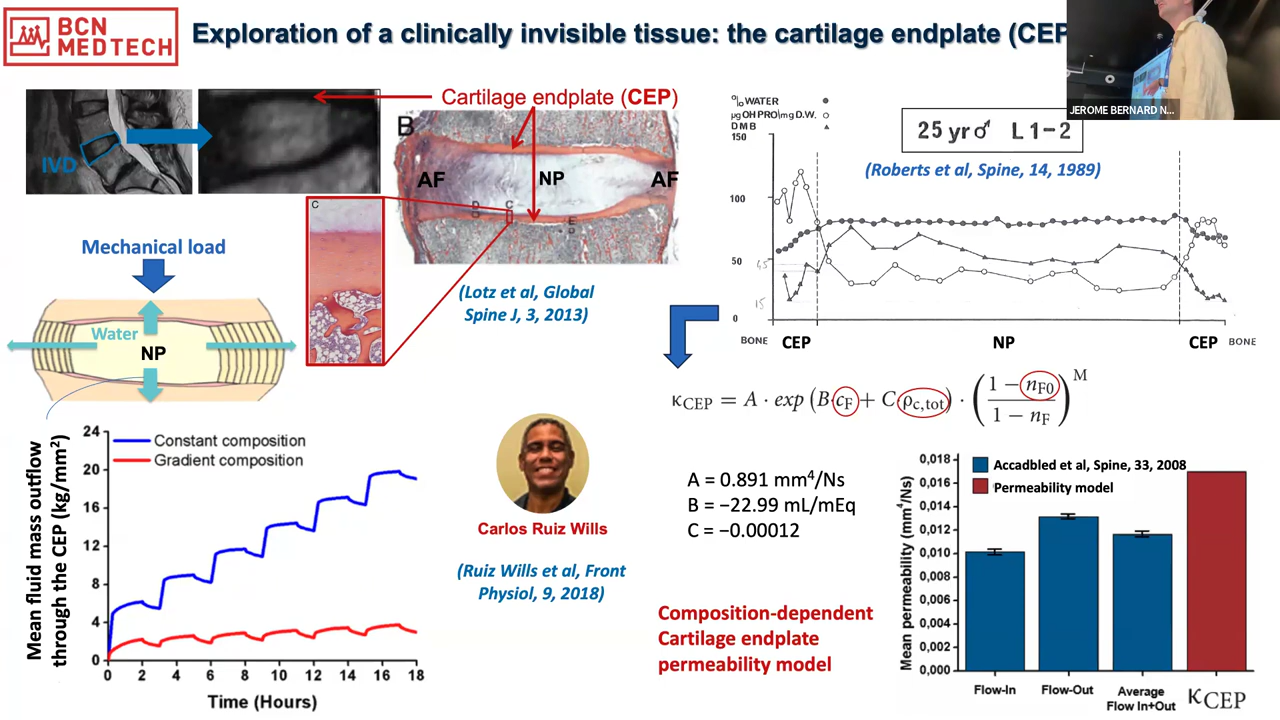 BCN
MEDTECH
Exploration of a clinically invisible tissue: the cartilage endplate (CEP
JEROME BERNARD N...
IVD
Cartilage endplate (CEP)
B
AF
NP
AF
D
C
E
C
(Lotz et al, Global
Spine J, 3, 2013)
Mechanical load
Water
NP
% WATER
µgOHPRO\mgD.W.
DMB
25 yr♂ L1-2
(Roberts et al, Spine, 14, 1989)
150
100
50
45
15
0
BONE
CEP
NP
CEP
BONE
κCEP = A · exp (B·cF + C·ρc,tot) · ((1 − nF0) / (1 − nF))^M
A = 0.891 mm⁴/Ns
B = −22.99 mL/mEq
C = −0.00012
Composition-dependent
Cartilage endplate
permeability model
Carlos Ruiz Wills
(Ruiz Wills et al, Front
Physiol, 9, 2018)
Mean fluid mass outflow
through the CEP (kg/mm²)
24
20
16
12
8
4
0
Constant composition
Gradient composition
0 2 4 6 8 10 12 14 16 18
Time (Hours)
Mean permeability (mm⁴/Ns)
0,018
0,016
0,014
0,012
0,010
0,008
0,006
0,004
0,002
0,000
Accadbled et al, Spine, 33, 2008
Permeability model
Flow-In
Flow-Out
Average
Flow In+Out
κCEP